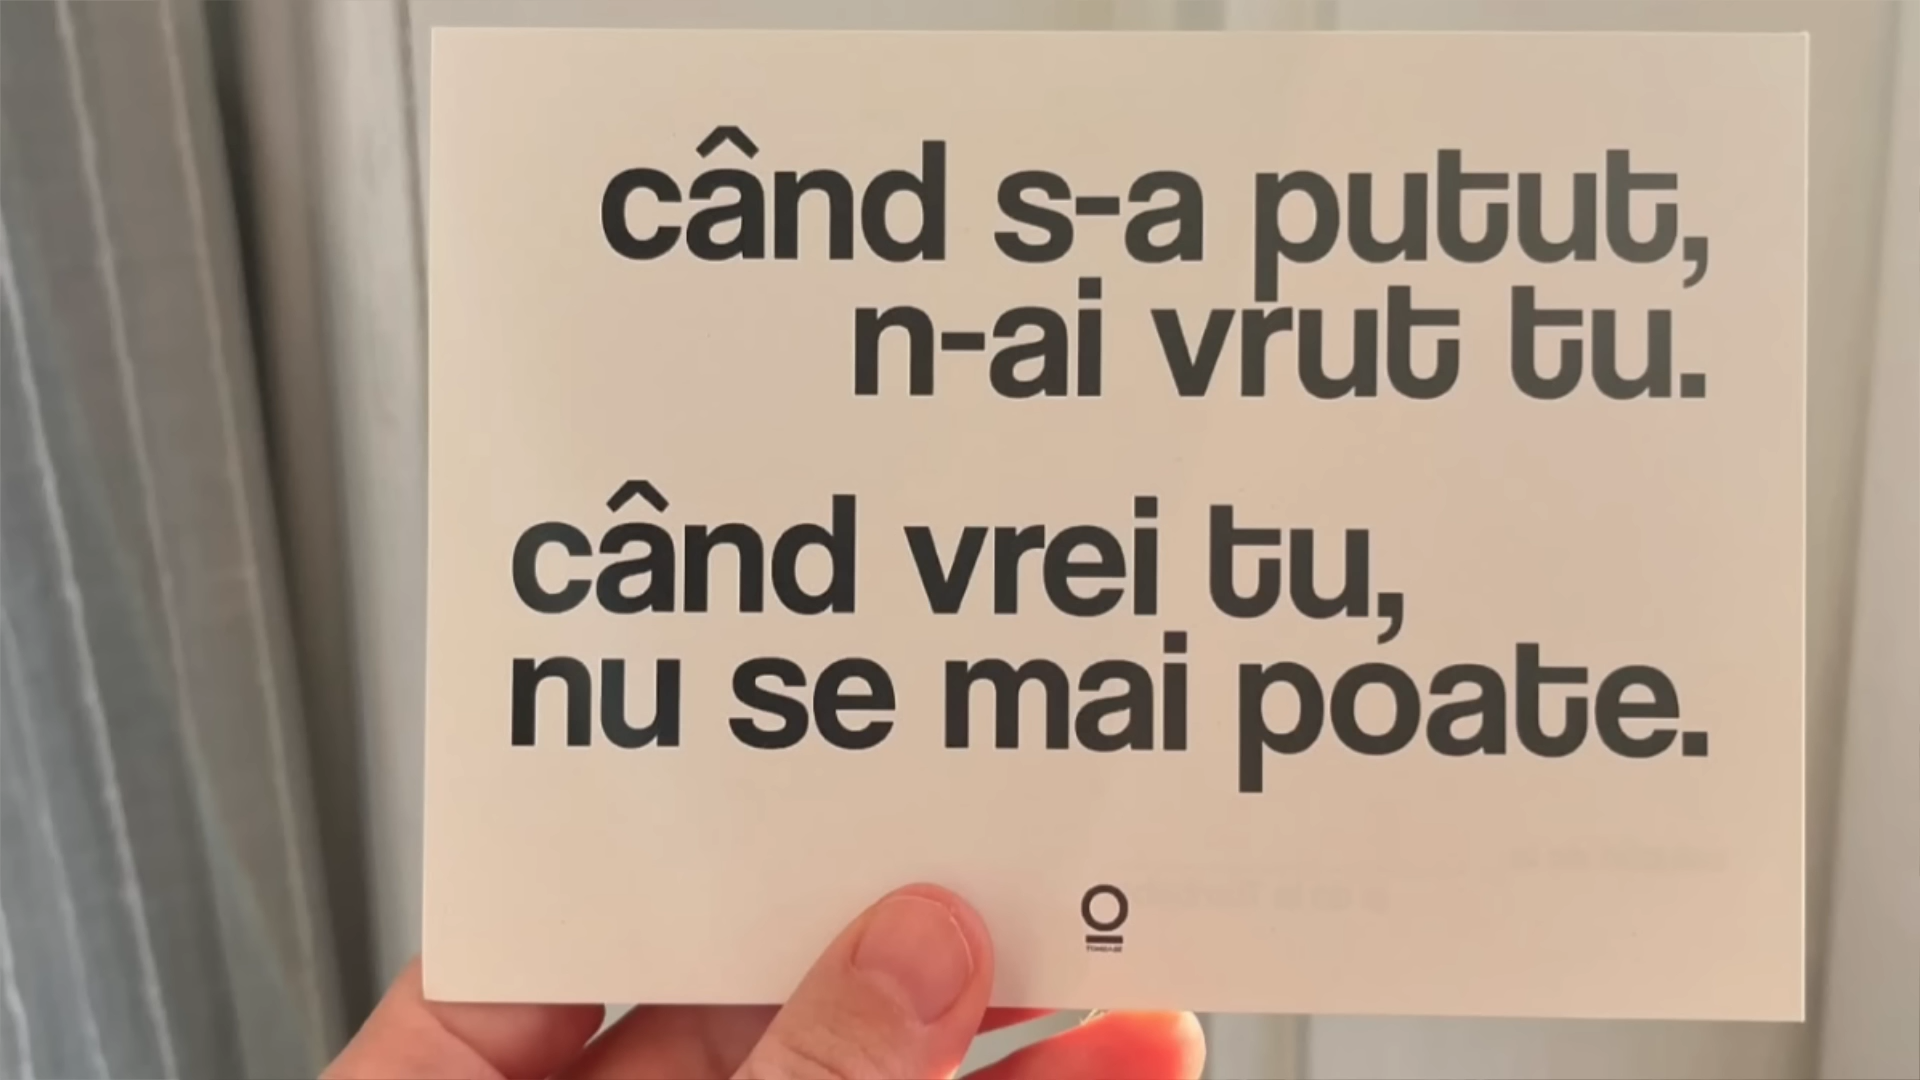 când s-a putut,
n-ai vrut tu.
când vrei tu,
nu se mai poate.